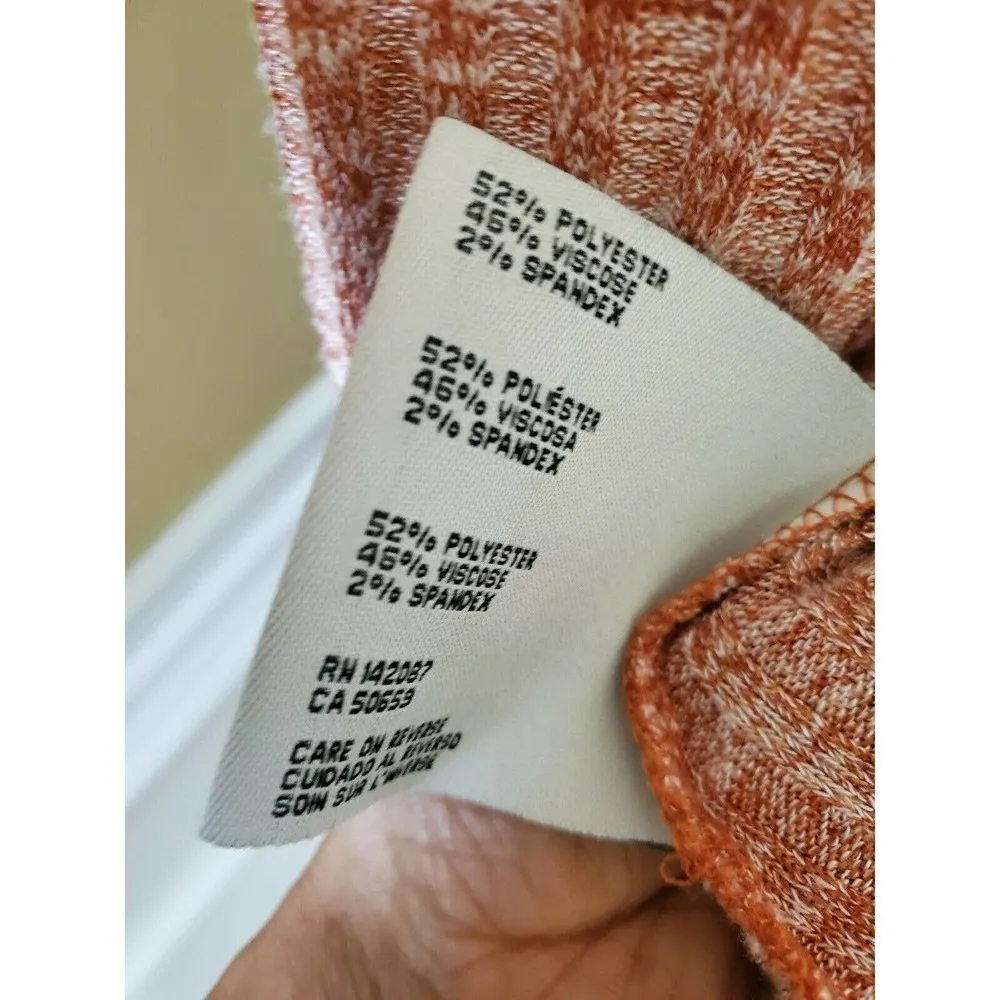 52% POLYESTER
46% VISCOSE
2% SPANDEX
52% POLIÉSTER
46% VISCOSA
2% SPANDEX
52% POLYESTER
46% VISCOSE
2% SPANDEX
RN 142087
CA 50659
CARE ON REVERSE
CUIDADO AL REVERSO
SOIN SUR L'INVERSE